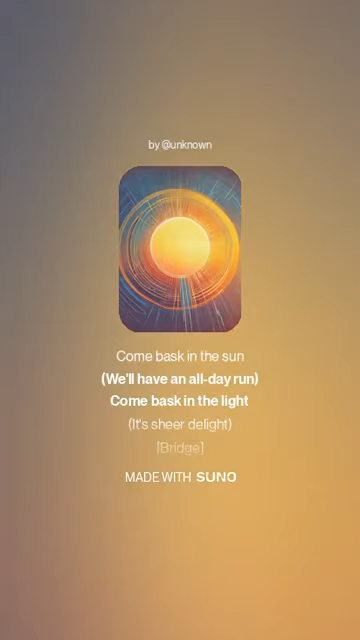 by @unknown
Come bask in the sun
(We'll have an all-day run)
Come bask in the light
(It's sheer delight)
[Bridge]
MADE WITH SUNO